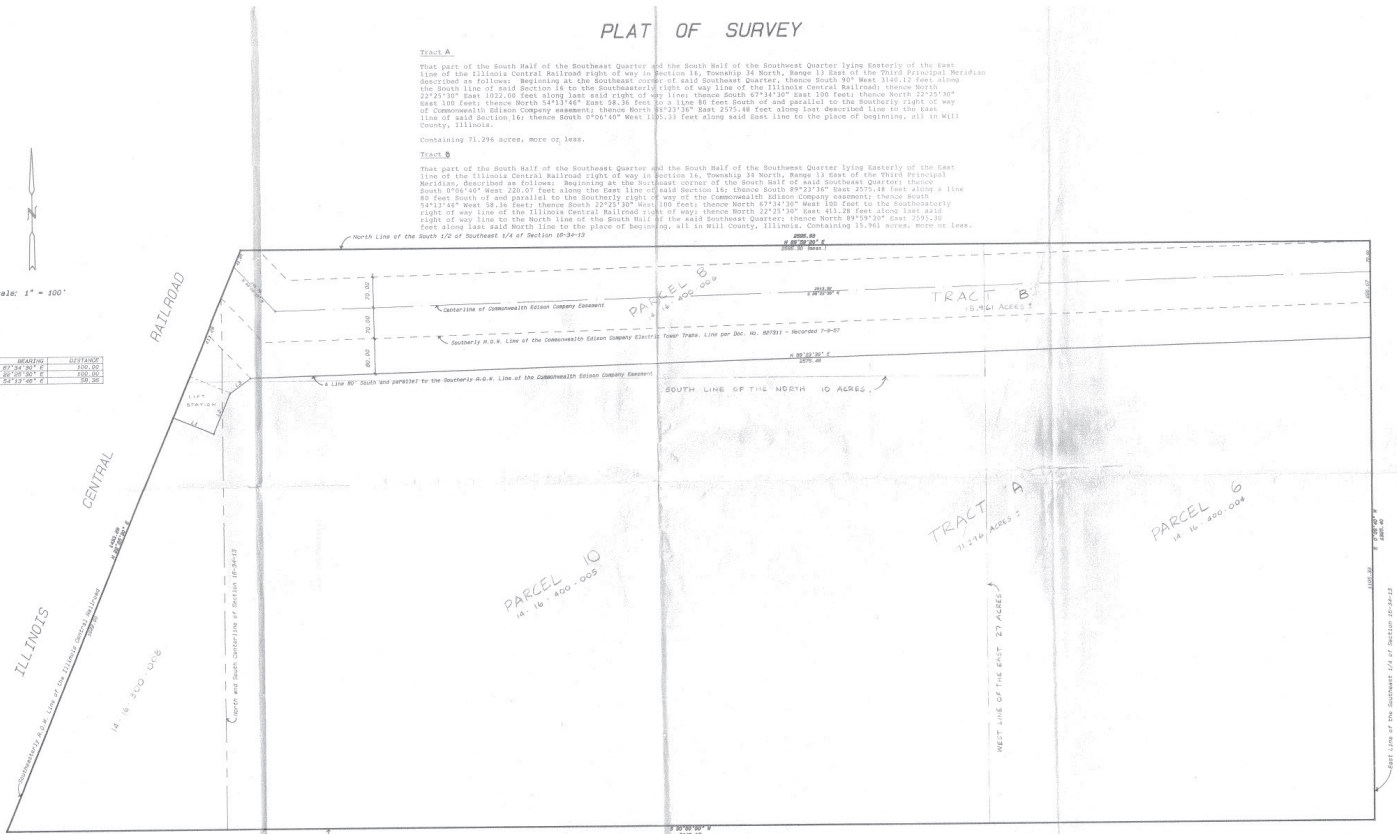 PLAT OF SURVEY
Tract A
That part of the South Half of the Southeast Quarter and the South Half of the Southwest Quarter lying Easterly of the East
line of the Illinois Central Railroad right of way in Section 16, Township 34 North, Range 13 East of the Third Principal Meridian
described as follows: Beginning at the Southeast corner of said Southeast Quarter, thence South 90° West 3140.12 feet along
the South line of said Section 16 to the Southeasterly right of way line of the Illinois Central Railroad; thence North
22°25'30" East 1022.00 feet along last said right of way line; thence South 67°34'30" East 100 feet; thence North 22°25'30"
East 100 feet; thence North 54°13'46" East 58.36 feet to a line 80 feet South of and parallel to the Southerly right of way
of Commonwealth Edison Company easement; thence North 88°23'36" East 2575.48 feet along last described line to the East
line of said Section 16; thence South 0°06'40" West 1105.33 feet along said East line to the place of beginning, all in Will
County, Illinois.
Containing 71.296 acres, more or less.
Tract B
That part of the South Half of the Southeast Quarter and the South Half of the Southwest Quarter lying Easterly of the East
line of the Illinois Central Railroad right of way in Section 16, Township 34 North, Range 13 East of the Third Principal
Meridian, described as follows: Beginning at the Northeast corner of the South Half of said Southeast Quarter; thence
South 0°06'40" West 220.07 feet along the East line of said Section 16; thence South 89°23'36" East 2575.48 feet along a line
80 feet South of and parallel to the Southerly right of way of the Commonwealth Edison Company easement; thence South
54°13'46" West 58.36 feet; thence South 22°25'30" West 100 feet; thence North 67°34'30" West 100 feet to the Southeasterly
right of way line of the Illinois Central Railroad right of way; thence North 22°25'30" East 411.28 feet along last said
right of way line to the North line of the South Half of the said Southeast Quarter; thence North 89°59'20" East 2595.30
feet along last said North line to the place of beginning, all in Will County, Illinois, Containing 15.961 acres, more or less.
North Line of the South 1/2 of Southeast 1/4 of Section 16-34-13
N 89°59'20" E
N
1" = 100'
RAILROAD
70.00
70.00
80.00
Centerline of Commonwealth Edison Company Easement
PARCEL 8
TRACT B
15.961 ACRES ±
Southerly R.O.W. Line of the Commonwealth Edison Company Electric Tower Trans. Line per Doc. No. 827911 - Recorded 7-9-57
2575.48
BEARING DISTANCE
100.00
100.00
58.36
A Line 80' South and parallel to the Southerly R.O.W. Line of the Commonwealth Edison Company Easement
SOUTH LINE OF THE NORTH 10 ACRES.
LIFT
STATION
CENTRAL
TRACT A
71.296 ACRES ±
PARCEL 6
14-16-400-004
PARCEL 10
14-16-400-005
North and South Centerline of Section 16-34-13
WEST LINE OF THE EAST 27 ACRES
ILLINOIS
Southeasterly R.O.W. Line of the Illinois Central Railroad
14-16-300-008
East Line of the Southeast 1/4 of Section 16-34-13